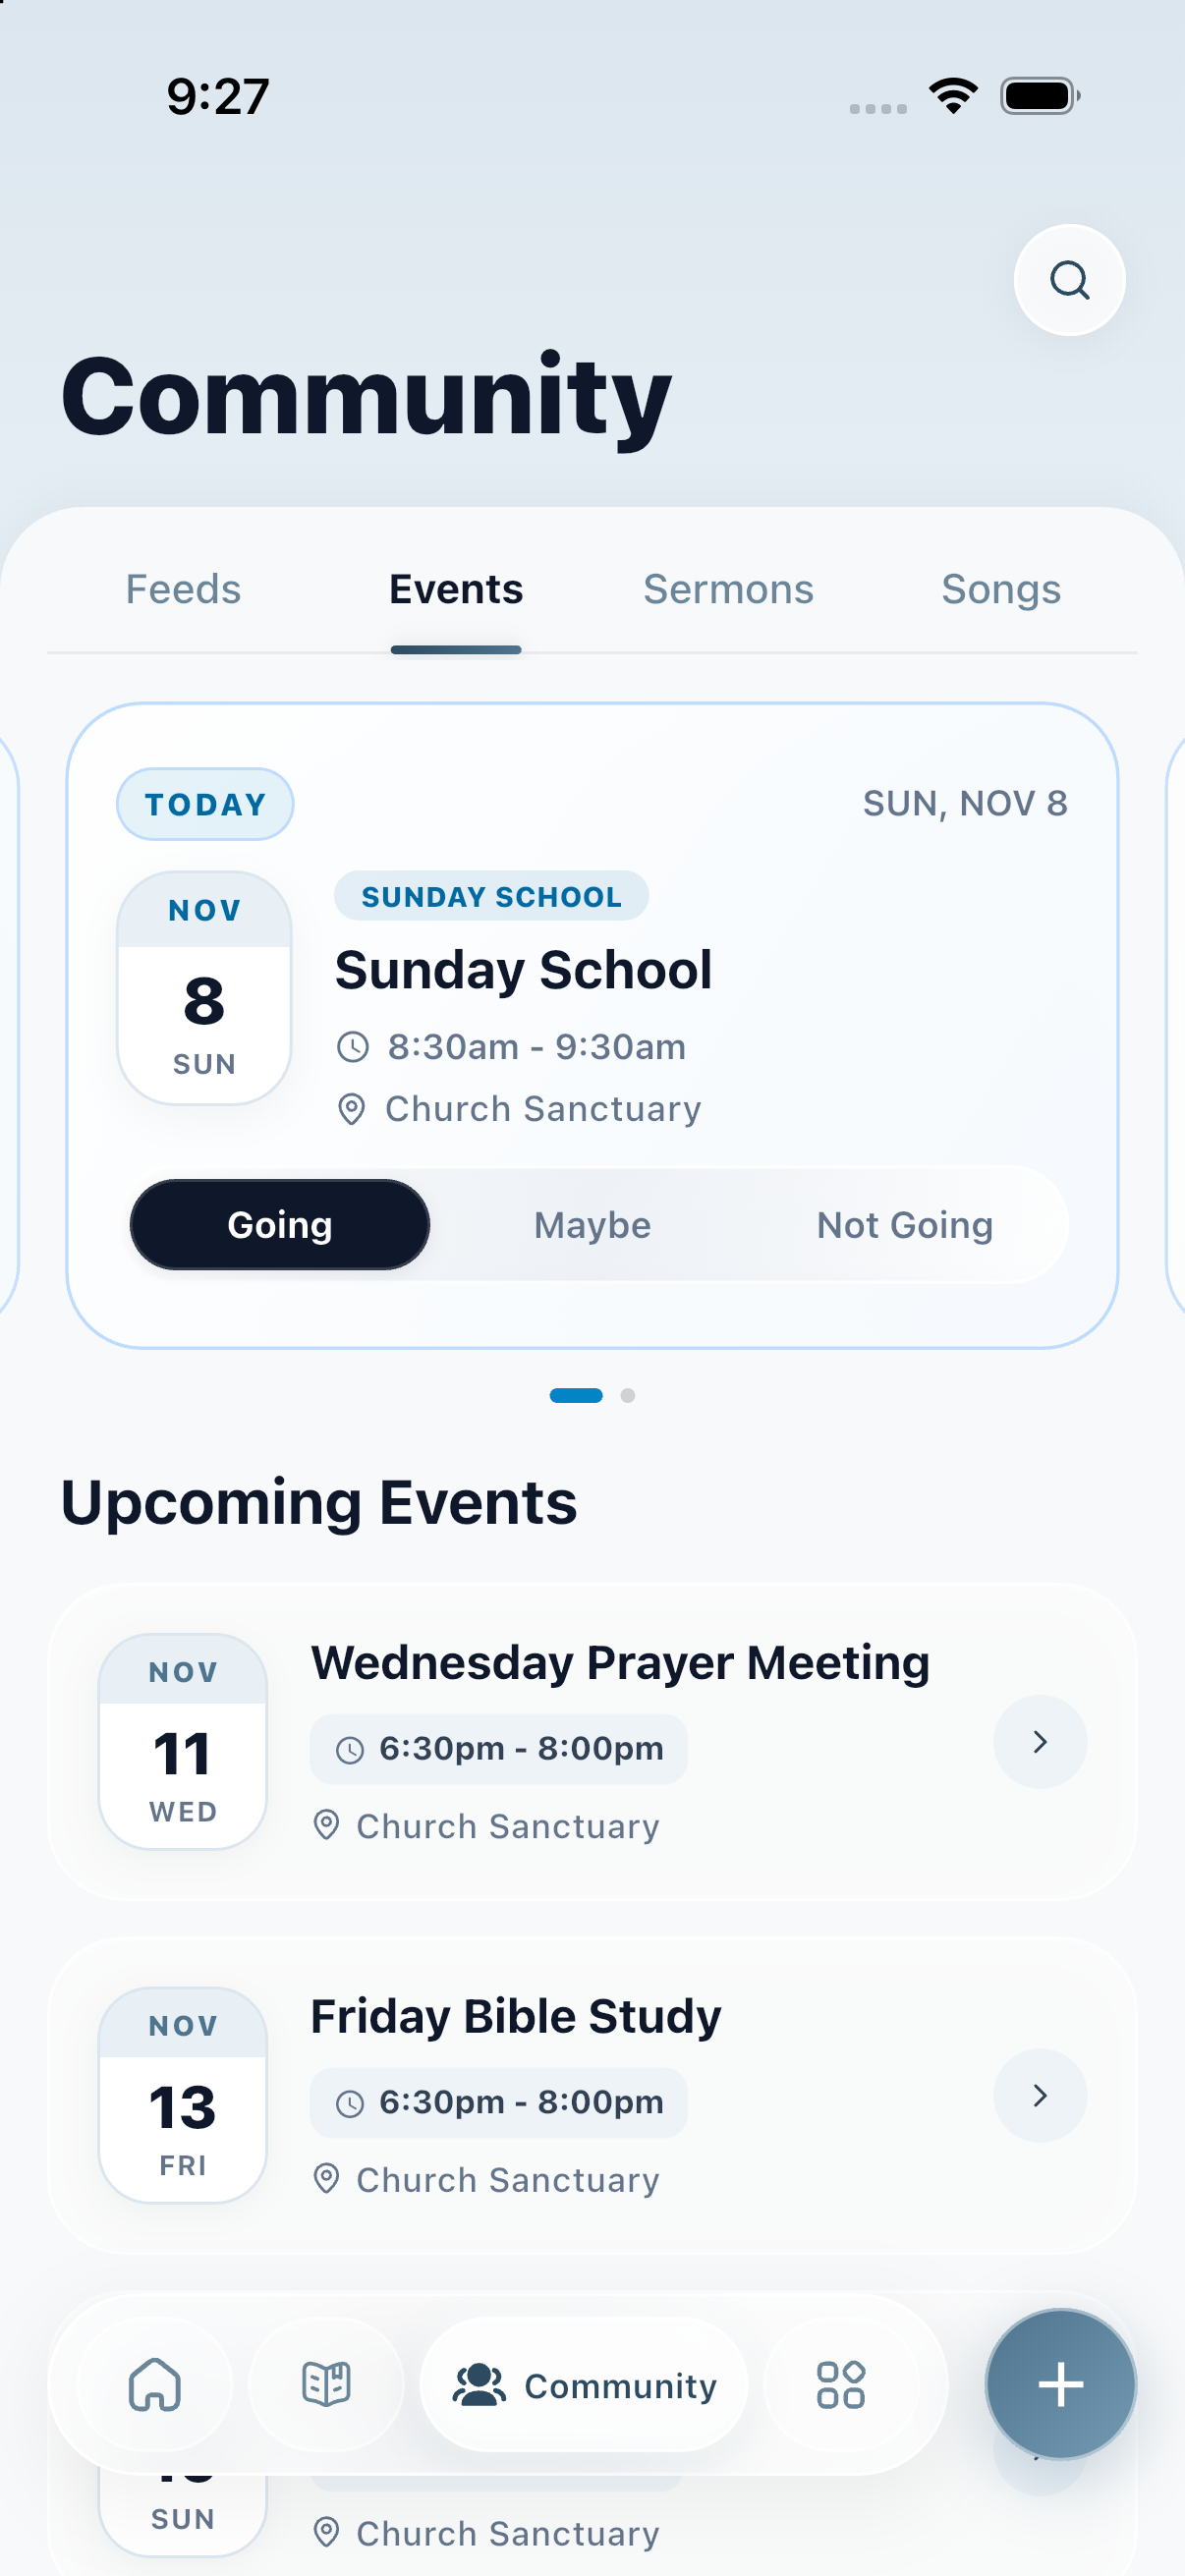 9:27
Community
Feeds Events Sermons Songs
TODAY SUN, NOV 8
NOV
8
SUN
SUNDAY SCHOOL
Sunday School
8:30am - 9:30am
Church Sanctuary
Going Maybe Not Going
Upcoming Events
NOV
11
WED
Wednesday Prayer Meeting
6:30pm - 8:00pm
Church Sanctuary
NOV
13
FRI
Friday Bible Study
6:30pm - 8:00pm
Church Sanctuary
Community
SUN
Church Sanctuary